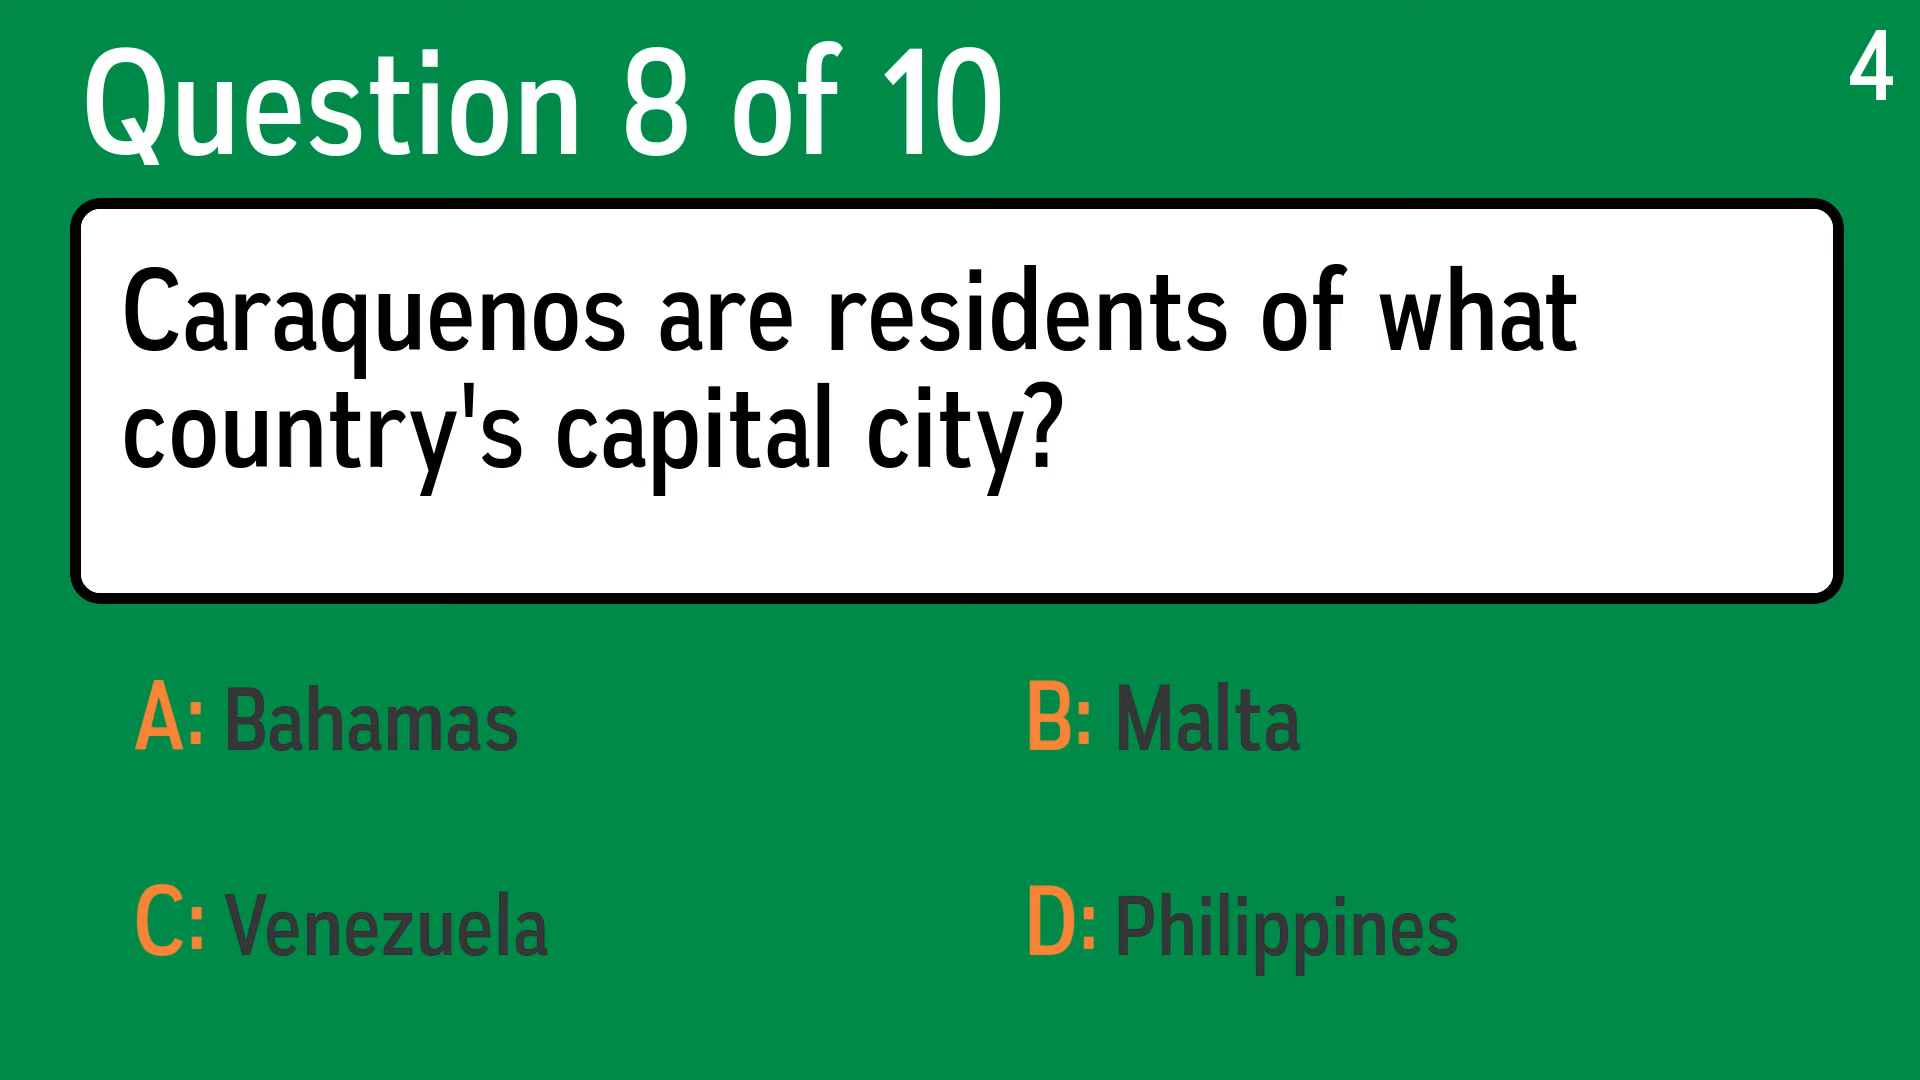 Question 8 of 10
4
Caraquenos are residents of what
country's capital city?
A: Bahamas
B: Malta
C: Venezuela
D: Philippines